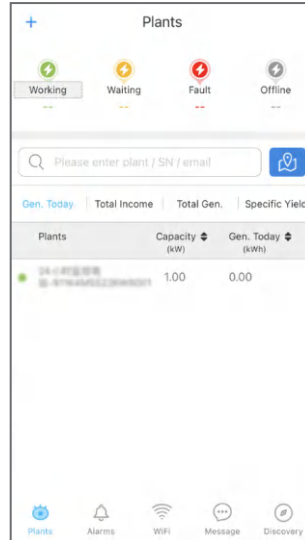 + Plants
Working Waiting Fault Offline
-- -- -- --
Please enter plant / SN / email
Gen. Today Total Income Total Gen. Specific Yield
Plants Capacity Gen. Today
(kW) (kWh)
1.00 0.00
Plants Alarms WiFi Message Discovery